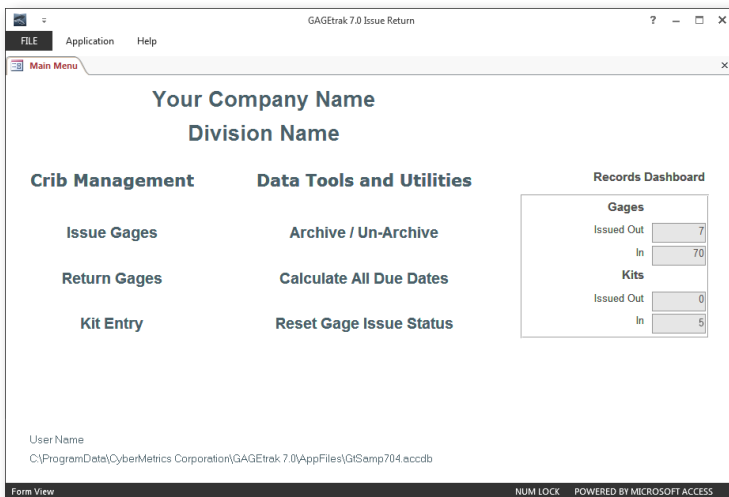 GAGEtrak 7.0 Issue Return
FILE Application Help
Main Menu
Your Company Name
Division Name
Crib Management
Data Tools and Utilities
Records Dashboard
Issue Gages
Return Gages
Kit Entry
Archive / Un-Archive
Calculate All Due Dates
Reset Gage Issue Status
Gages
Issued Out 7
In 70
Kits
Issued Out 0
In 5
User Name
C:\ProgramData\CyberMetrics Corporation\GAGEtrak 7.0\AppFiles\GtSamp704.accdb
Form View NUM LOCK POWERED BY MICROSOFT ACCESS